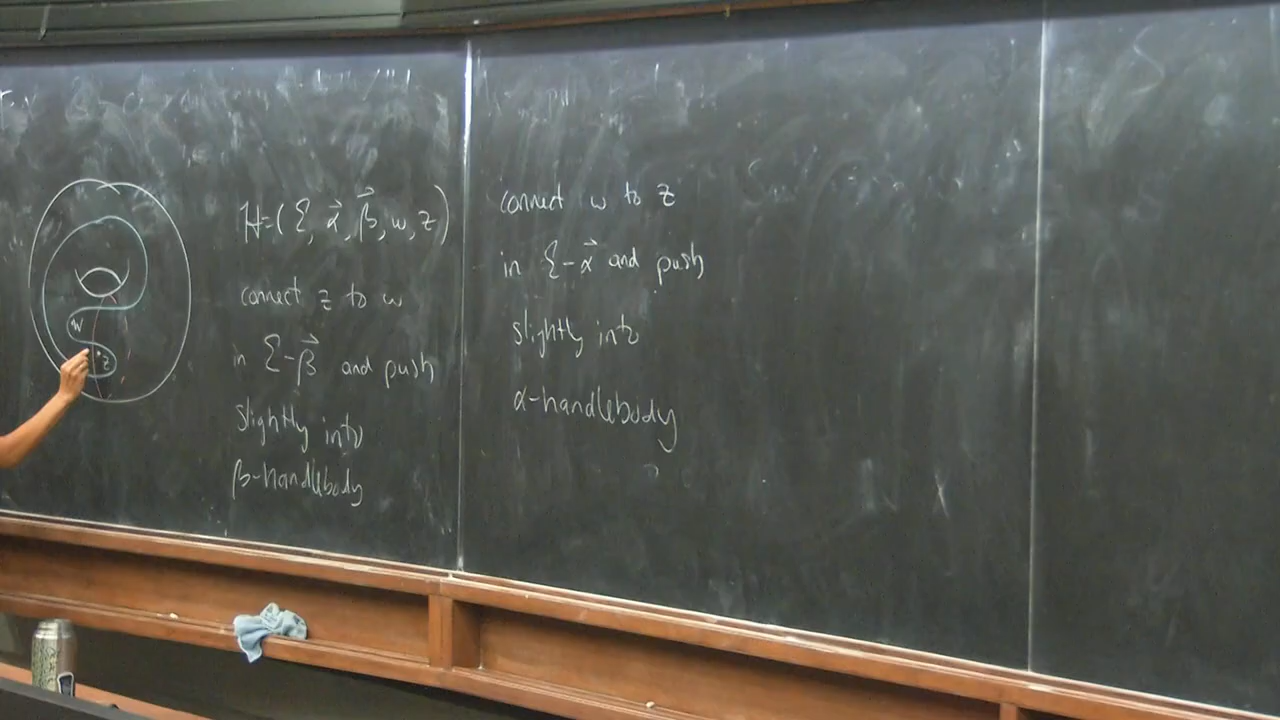 w
z
H=(Σ, α⃗, β⃗, w, z)
connect z to w
in Σ-β⃗ and push
slightly into
β-handlebody
connect w to z
in Σ-α⃗ and push
slightly into
α-handlebody